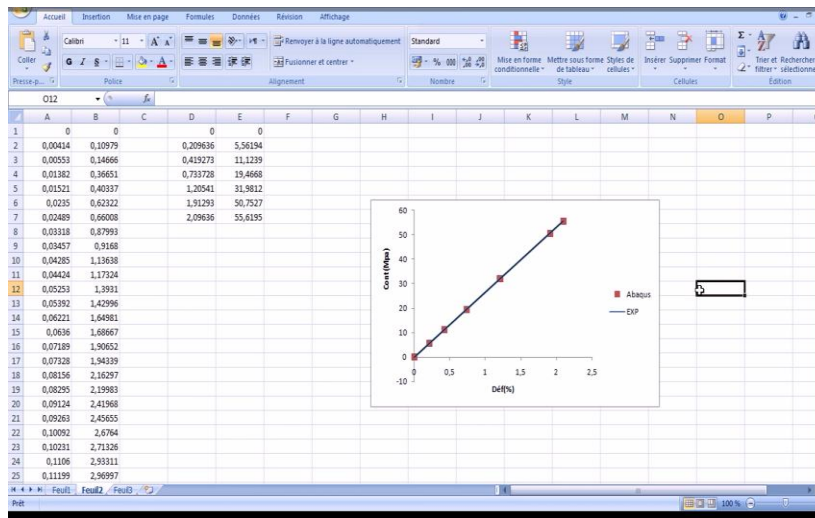 Accueil Insertion Mise en page Formules Données Révision Affichage
Calibri 11 A A Renvoyer à la ligne automatiquement Standard Σ
Coller G I S A Fusionner et centrer % 000 Mise en forme conditionnelle Mettre sous forme de tableau Styles de cellules Insérer Supprimer Format Trier et filtrer Rechercher et sélectionner
Presse-p... Police Alignement Nombre Style Cellules Édition
O12 fx
A B C D E F G H I J K L M N O P
1 0 0 0 0
2 0,00414 0,10979 0,209636 5,56194
3 0,00553 0,14666 0,419273 11,1239
4 0,01382 0,36651 0,733728 19,4668
5 0,01521 0,40337 1,20541 31,9812
6 0,0235 0,62322 1,91293 50,7527
7 0,02489 0,66008 2,09636 55,6195
8 0,03318 0,87993
9 0,03457 0,9168
10 0,04285 1,13638
11 0,04424 1,17324
12 0,05253 1,3931
13 0,05392 1,42996
14 0,06221 1,64981
15 0,0636 1,68667
16 0,07189 1,90652
17 0,07328 1,94339
18 0,08156 2,16297
19 0,08295 2,19983
20 0,09124 2,41968
21 0,09263 2,45655
22 0,10092 2,6764
23 0,10231 2,71326
24 0,1106 2,93311
25 0,11199 2,96997
60
50
40
30
20
10
0
-10
Cont(Mpa)
0 0,5 1 1,5 2 2,5
Déf(%)
Abaqus
EXP
Feuil1 Feuil2 Feuil3
Prêt 100 %